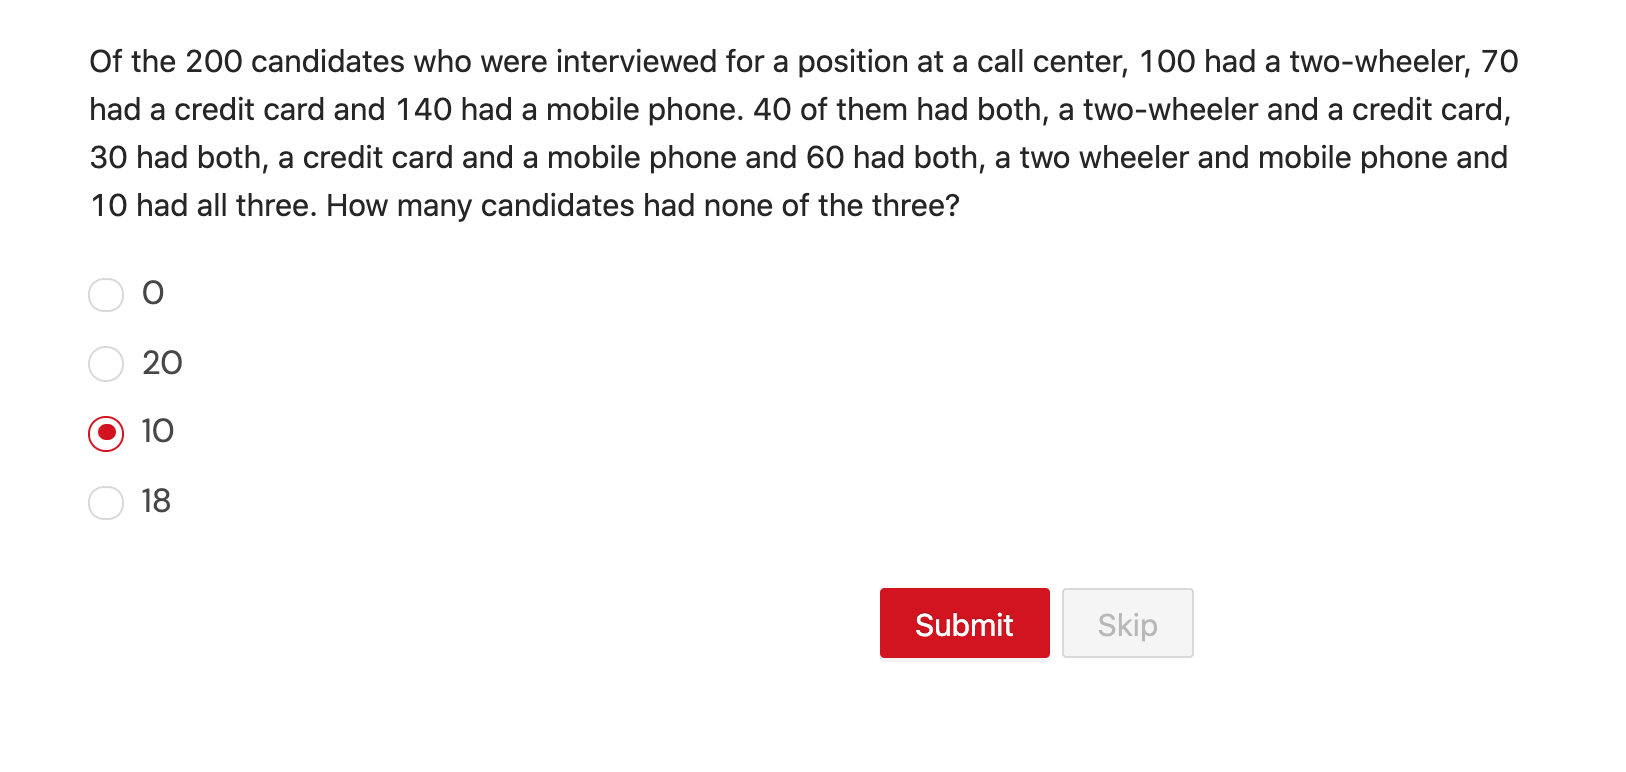 Of the 200 candidates who were interviewed for a position at a call center, 100 had a two-wheeler, 70
had a credit card and 140 had a mobile phone. 40 of them had both, a two-wheeler and a credit card,
30 had both, a credit card and a mobile phone and 60 had both, a two wheeler and mobile phone and
10 had all three. How many candidates had none of the three?
0
20
10
18
Submit Skip